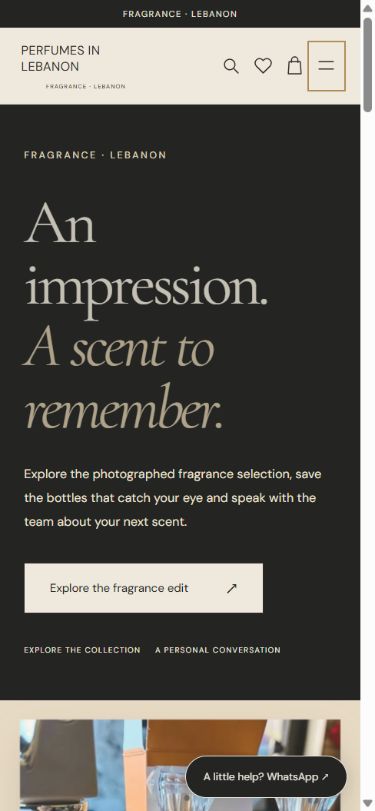 FRAGRANCE · LEBANON
PERFUMES IN
LEBANON
FRAGRANCE · LEBANON
FRAGRANCE · LEBANON
An
impression.
A scent to
remember.
Explore the photographed fragrance selection, save
the bottles that catch your eye and speak with the
team about your next scent.
Explore the fragrance edit ↗
EXPLORE THE COLLECTION A PERSONAL CONVERSATION
A little help? WhatsApp ↗